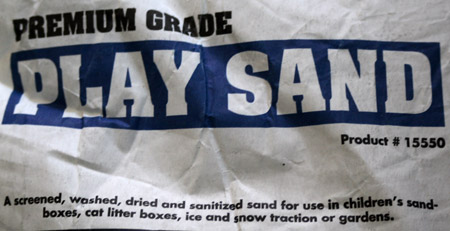 PREMIUM GRADE
PLAY SAND
Product # 15550
A screened, washed, dried and sanitized sand for use in children's sand-
boxes, cat litter boxes, ice and snow traction or gardens.